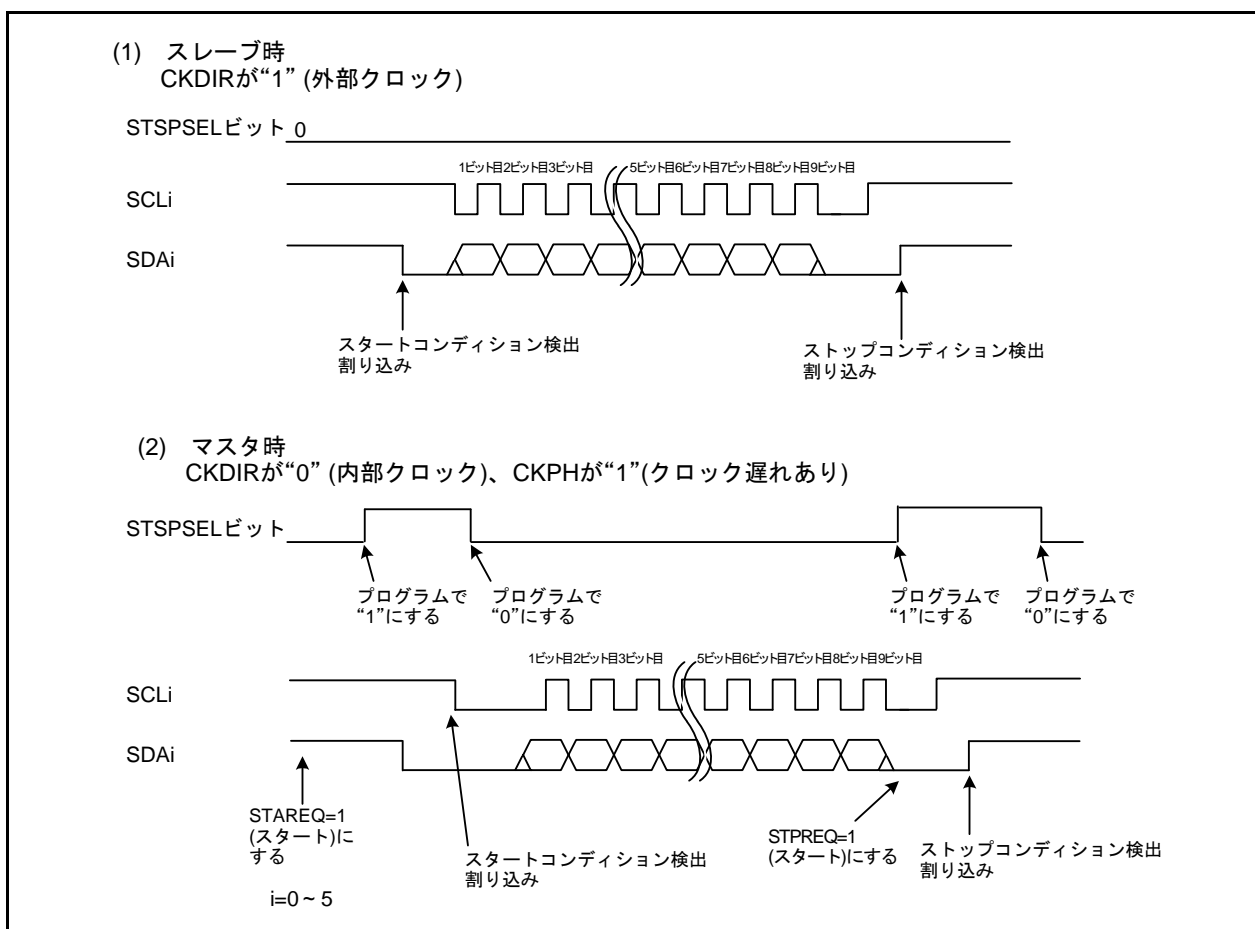 (1) スレーブ時
CKDIRが“1” (外部クロック)
STSPSELビット 0
1ビット目2ビット目3ビット目 5ビット目6ビット目7ビット目8ビット目9ビット目
SCLi
SDAi
スタートコンディション検出
割り込み
ストップコンディション検出
割り込み
(2) マスタ時
CKDIRが“0” (内部クロック)、CKPHが“1”(クロック遅れあり)
STSPSELビット
プログラムで
“1”にする
プログラムで
“0”にする
プログラムで
“1”にする
プログラムで
“0”にする
1ビット目2ビット目3ビット目 5ビット目6ビット目7ビット目8ビット目9ビット目
SCLi
SDAi
STAREQ=1
(スタート)に
する
スタートコンディション検出
割り込み
STPREQ=1
(スタート)にする
ストップコンディション検出
割り込み
i=0~5